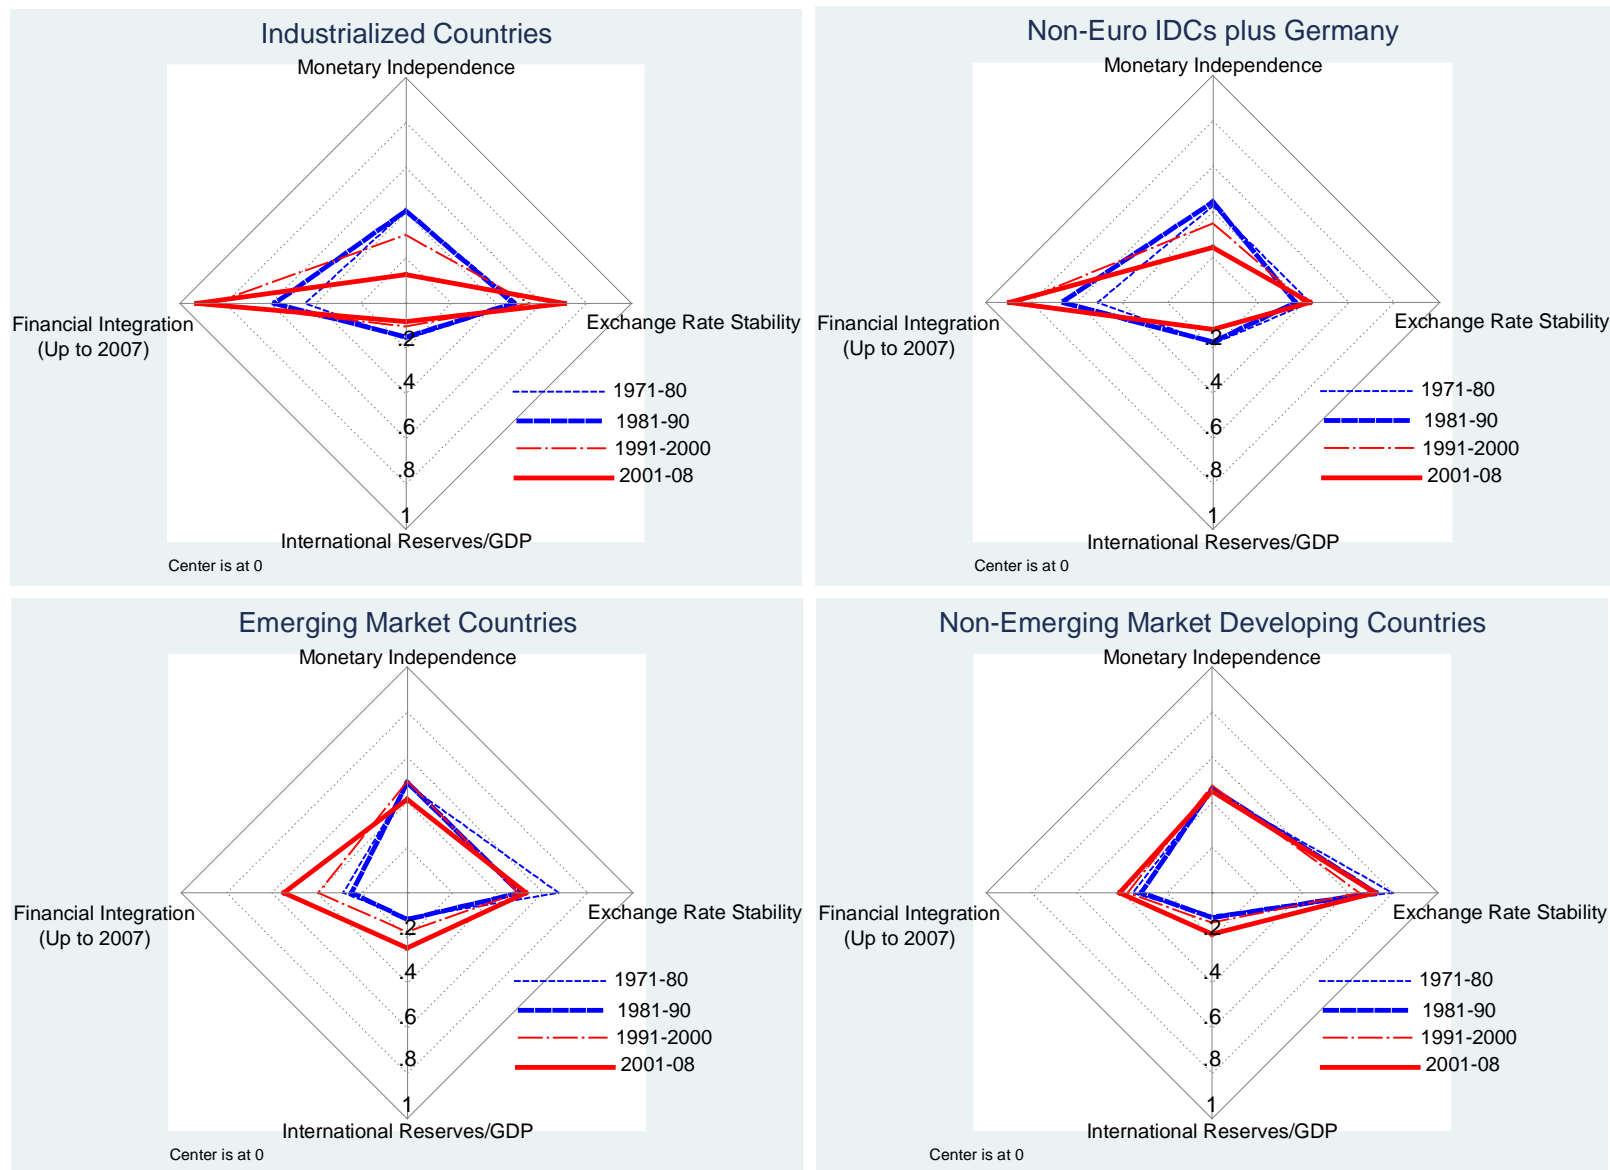 Industrialized Countries
Monetary Independence
Financial Integration
(Up to 2007)
Exchange Rate Stability
.2
.4
.6
.8
1
1971-80
1981-90
1991-2000
2001-08
International Reserves/GDP
Center is at 0
Non-Euro IDCs plus Germany
Monetary Independence
Financial Integration
(Up to 2007)
Exchange Rate Stability
.2
.4
.6
.8
1
1971-80
1981-90
1991-2000
2001-08
International Reserves/GDP
Center is at 0
Emerging Market Countries
Monetary Independence
Financial Integration
(Up to 2007)
Exchange Rate Stability
.2
.4
.6
.8
1
1971-80
1981-90
1991-2000
2001-08
International Reserves/GDP
Center is at 0
Non-Emerging Market Developing Countries
Monetary Independence
Financial Integration
(Up to 2007)
Exchange Rate Stability
.2
.4
.6
.8
1
1971-80
1981-90
1991-2000
2001-08
International Reserves/GDP
Center is at 0